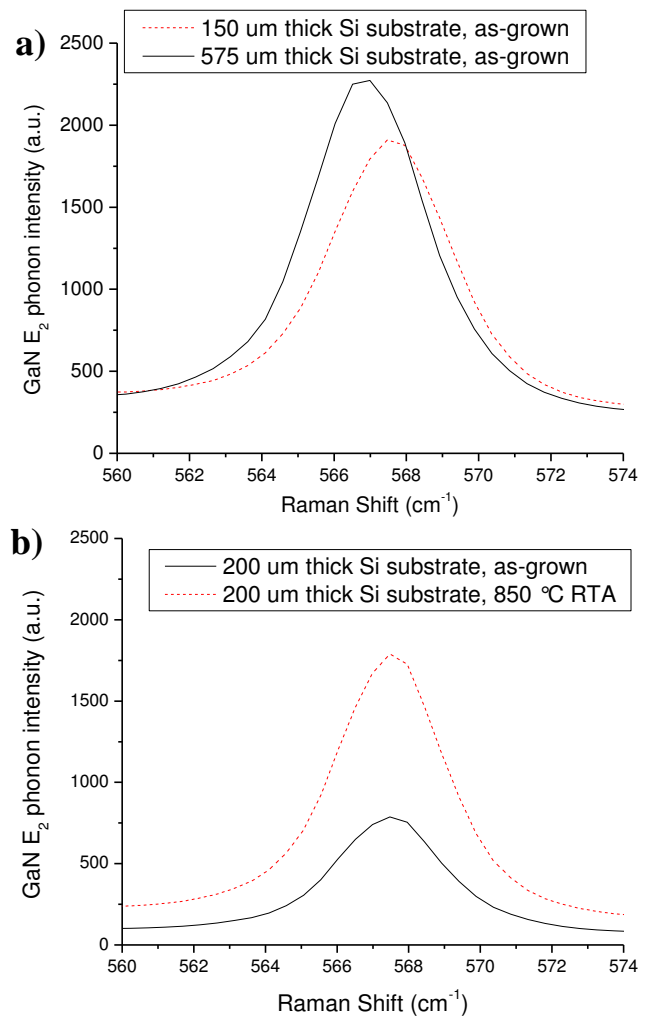 a)
150 um thick Si substrate, as-grown
575 um thick Si substrate, as-grown
2500
2000
1500
1000
500
0
GaN E₂ phonon intensity (a.u.)
560 562 564 566 568 570 572 574
Raman Shift (cm⁻¹)
b)
200 um thick Si substrate, as-grown
200 um thick Si substrate, 850 °C RTA
2500
2000
1500
1000
500
0
GaN E₂ phonon intensity (a.u.)
560 562 564 566 568 570 572 574
Raman Shift (cm⁻¹)